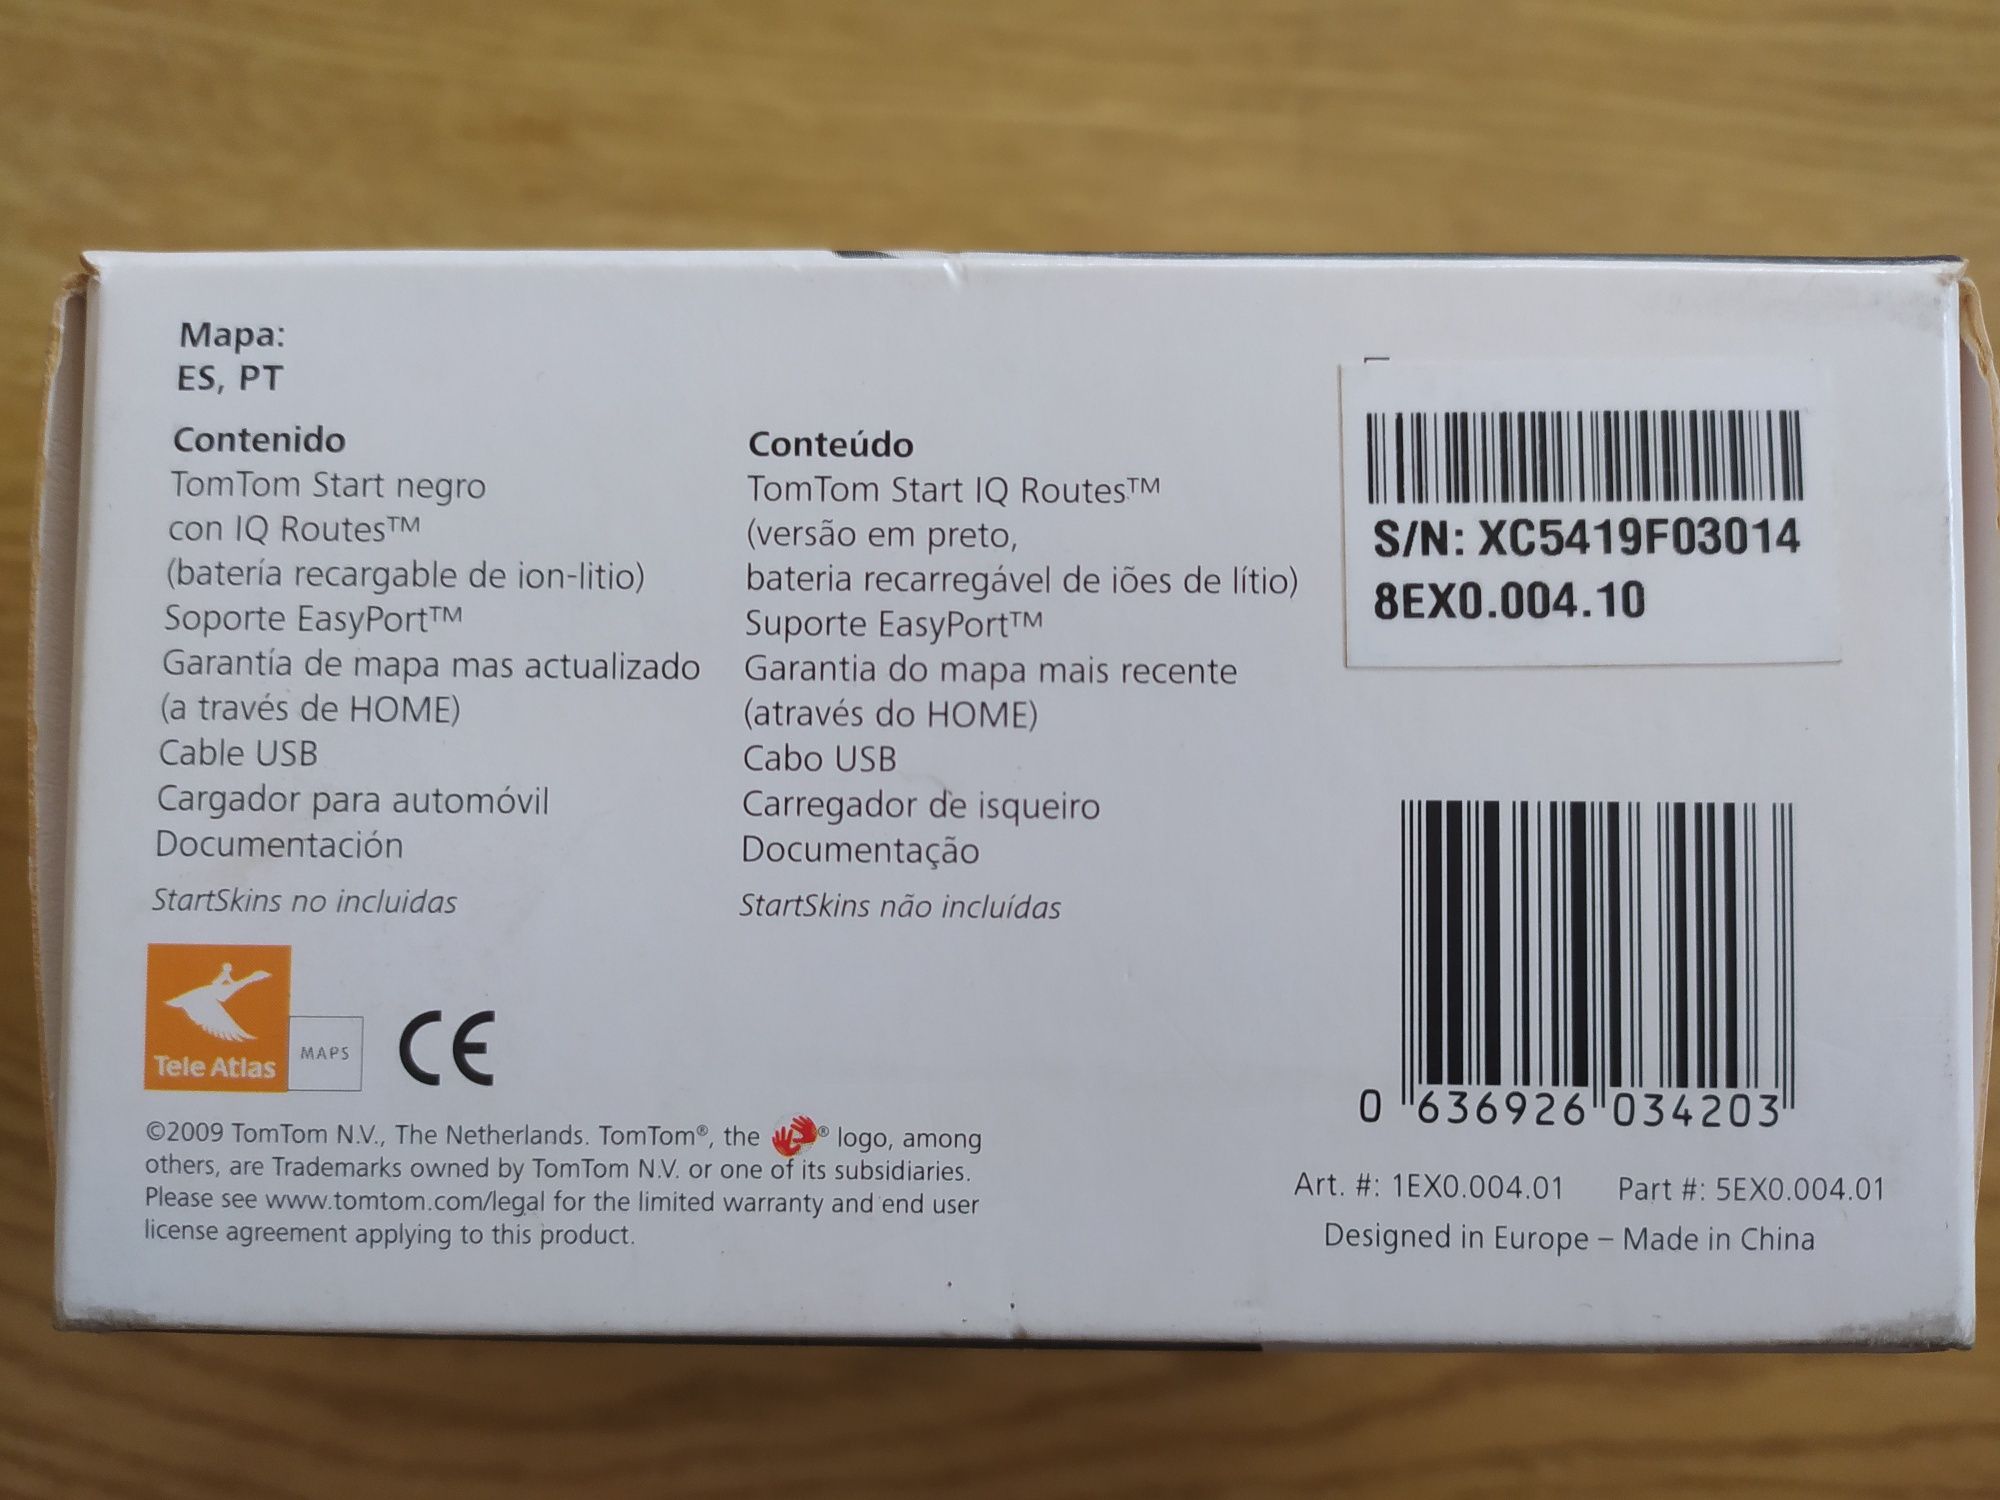 Mapa:
ES, PT
Contenido
TomTom Start negro
con IQ Routes™
(batería recargable de ion-litio)
Soporte EasyPort™
Garantía de mapa mas actualizado
(a través de HOME)
Cable USB
Cargador para automóvil
Documentación
StartSkins no incluidas
Conteúdo
TomTom Start IQ Routes™
(versão em preto,
bateria recarregável de iões de lítio)
Suporte EasyPort™
Garantia do mapa mais recente
(através do HOME)
Cabo USB
Carregador de isqueiro
Documentação
StartSkins não incluídas
S/N: XC5419F03014
8EX0.004.10
Tele Atlas
MAPS
CE
©2009 TomTom N.V., The Netherlands. TomTom®, the ® logo, among
others, are Trademarks owned by TomTom N.V. or one of its subsidiaries.
Please see www.tomtom.com/legal for the limited warranty and end user
license agreement applying to this product.
0 636926 034203
Art. #: 1EX0.004.01 Part #: 5EX0.004.01
Designed in Europe – Made in China